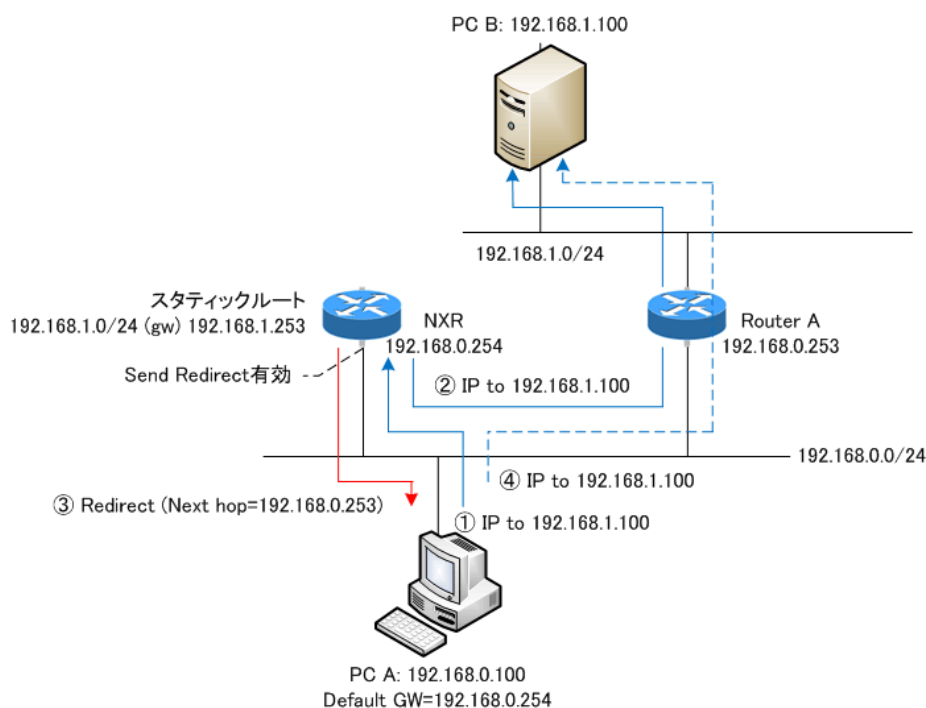 PC B: 192.168.1.100
192.168.1.0/24
スタティックルート
192.168.1.0/24 (gw) 192.168.1.253
NXR
192.168.0.254
Router A
192.168.0.253
Send Redirect有効
② IP to 192.168.1.100
192.168.0.0/24
③ Redirect (Next hop=192.168.0.253)
④ IP to 192.168.1.100
① IP to 192.168.1.100
PC A: 192.168.0.100
Default GW=192.168.0.254